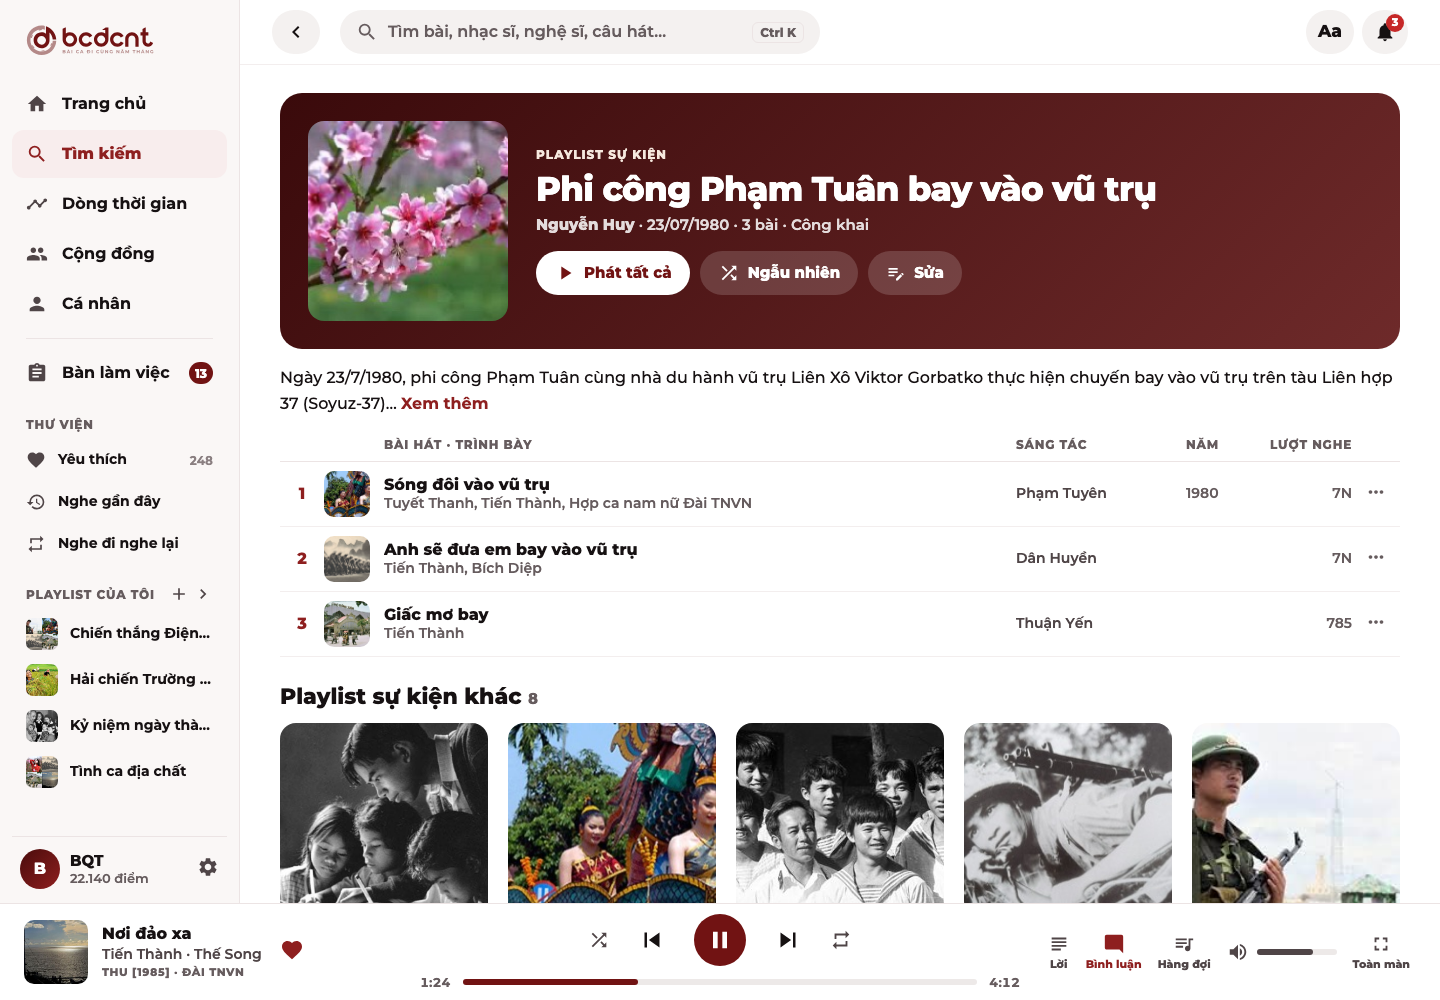 bcdcnt
BÀI CA ĐI CÙNG NĂM THÁNG
Trang chủ
Tìm kiếm
Dòng thời gian
Cộng đồng
Cá nhân
Bàn làm việc 13
THƯ VIỆN
Yêu thích 248
Nghe gần đây
Nghe đi nghe lại
PLAYLIST CỦA TÔI
Chiến thắng Điện...
Hải chiến Trường ...
Kỷ niệm ngày thà...
Tình ca địa chất
B
BQT
22.140 điểm
Tìm bài, nhạc sĩ, nghệ sĩ, câu hát... Ctrl K
Aa
3
PLAYLIST SỰ KIỆN
Phi công Phạm Tuân bay vào vũ trụ
Nguyễn Huy · 23/07/1980 · 3 bài · Công khai
Phát tất cả Ngẫu nhiên Sửa
Ngày 23/7/1980, phi công Phạm Tuân cùng nhà du hành vũ trụ Liên Xô Viktor Gorbatko thực hiện chuyến bay vào vũ trụ trên tàu Liên hợp
37 (Soyuz-37)... Xem thêm
BÀI HÁT · TRÌNH BÀY SÁNG TÁC NĂM LƯỢT NGHE
1 Sóng đôi vào vũ trụ Phạm Tuyên 1980 7N
Tuyết Thanh, Tiến Thành, Hợp ca nam nữ Đài TNVN
2 Anh sẽ đưa em bay vào vũ trụ Dân Huyền 7N
Tiến Thành, Bích Diệp
3 Giấc mơ bay Thuận Yến 785
Tiến Thành
Playlist sự kiện khác 8
Nơi đảo xa
Tiến Thành · Thế Song
THU [1985] · ĐÀI TNVN
1:24 4:12
Lời Bình luận Hàng đợi Toàn màn